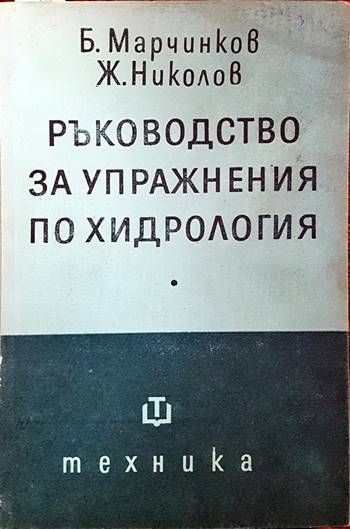 Б. Марчинков
Ж. Николов
РЪКОВОДСТВО
ЗА УПРАЖНЕНИЯ
ПО ХИДРОЛОГИЯ
Т
техника